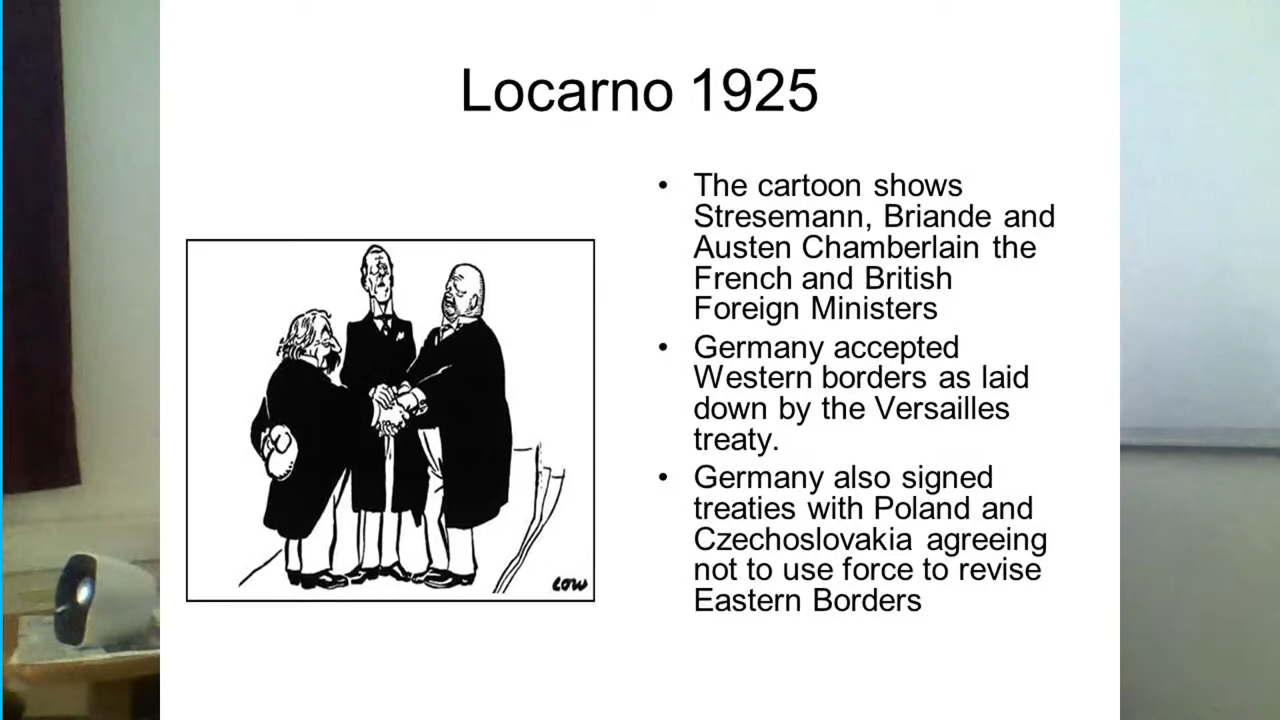 Locarno 1925
• The cartoon shows
Stresemann, Briande and
Austen Chamberlain the
French and British
Foreign Ministers
• Germany accepted
Western borders as laid
down by the Versailles
treaty.
• Germany also signed
treaties with Poland and
Czechoslovakia agreeing
not to use force to revise
Eastern Borders
LOW